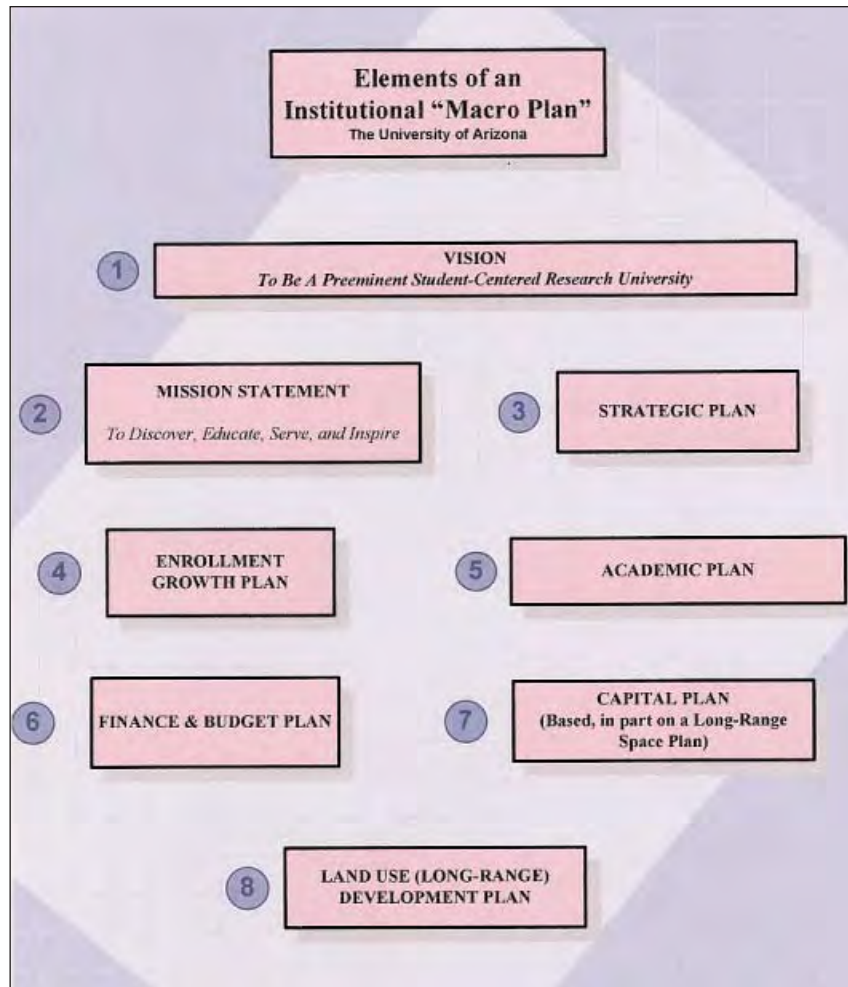 Elements of an
Institutional “Macro Plan”
The University of Arizona
1
VISION
To Be A Preeminent Student-Centered Research University
2
MISSION STATEMENT
To Discover, Educate, Serve, and Inspire
3
STRATEGIC PLAN
4
ENROLLMENT
GROWTH PLAN
5
ACADEMIC PLAN
6
FINANCE & BUDGET PLAN
7
CAPITAL PLAN
(Based, in part on a Long-Range
Space Plan)
8
LAND USE (LONG-RANGE)
DEVELOPMENT PLAN